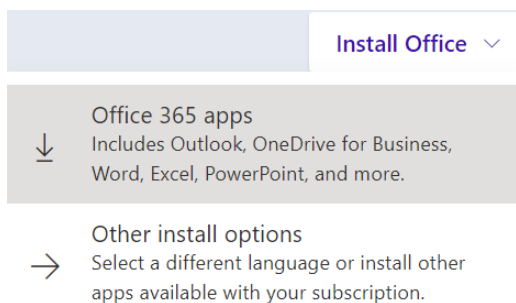 Install Office
Office 365 apps
Includes Outlook, OneDrive for Business,
Word, Excel, PowerPoint, and more.
Other install options
Select a different language or install other
apps available with your subscription.